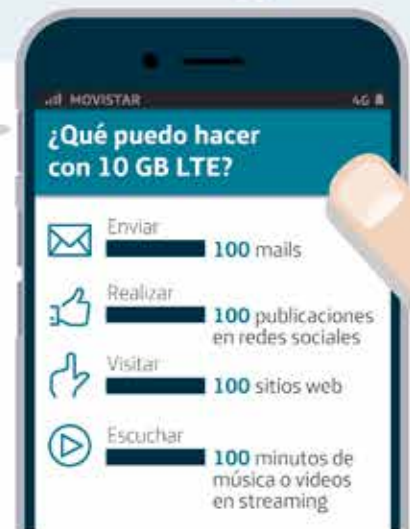 MOVISTAR 4G
¿Qué puedo hacer
con 10 GB LTE?
Enviar
100 mails
Realizar
100 publicaciones
en redes sociales
Visitar
100 sitios web
Escuchar
100 minutos de
música o videos
en streaming